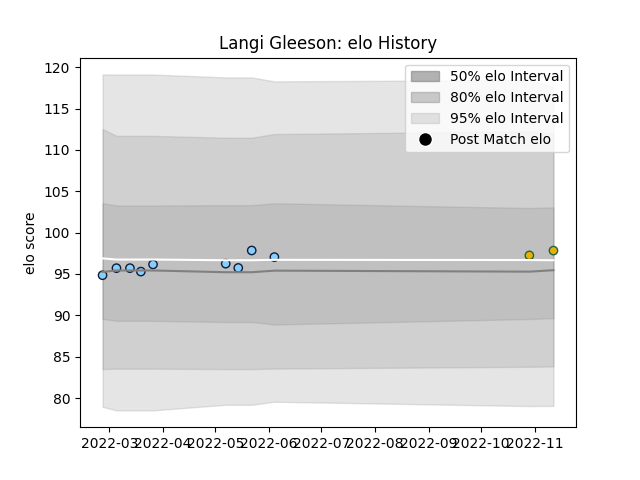 Langi Gleeson: elo History
50% elo Interval
80% elo Interval
95% elo Interval
Post Match elo
elo score
120
115
110
105
100
95
90
85
80
2022-03 2022-04 2022-05 2022-06 2022-07 2022-08 2022-09 2022-10 2022-11